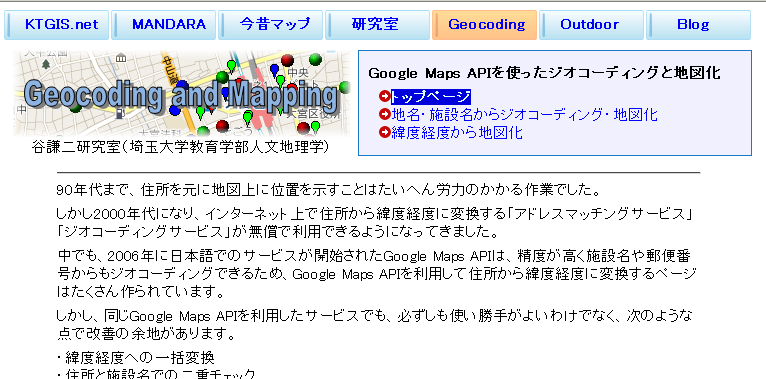 KTGIS.net
MANDARA
今昔マップ
研究室
Geocoding
Outdoor
Blog
Geocoding and Mapping
谷謙二研究室(埼玉大学教育学部人文地理学)
Google Maps APIを使ったジオコーディングと地図化
トップページ
地名・施設名からジオコーディング・地図化
緯度経度から地図化
90年代まで、住所を元に地図上に位置を示すことはたいへん労力のかかる作業でした。
しかし2000年代になり、インターネット上で住所から緯度経度に変換する「アドレスマッチングサービス」
「ジオコーディングサービス」が無償で利用できるようになってきました。
中でも、2006年に日本語でのサービスが開始されたGoogle Maps APIは、精度が高く施設名や郵便番
号からもジオコーディングできるため、Google Maps APIを利用して住所から緯度経度に変換するページ
はたくさん作られています。
しかし、同じGoogle Maps APIを利用したサービスでも、必ずしも使い勝手がよいわけでなく、次のような
点で改善の余地があります。
・緯度経度への一括変換
・住所と施設名での二重チェック